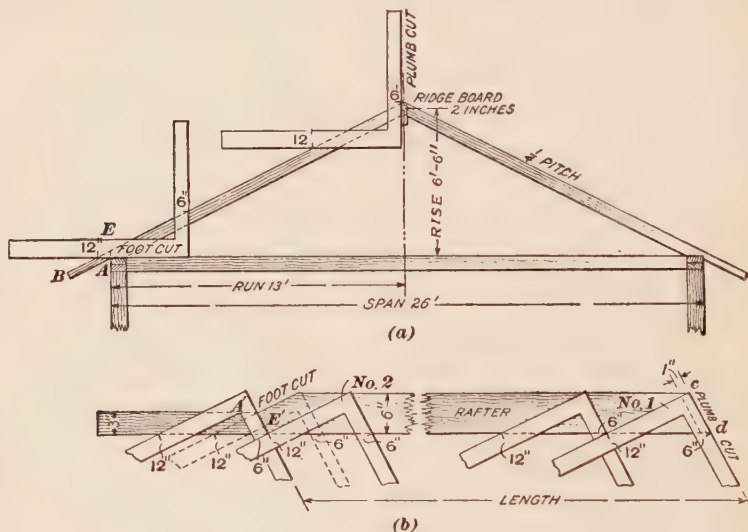 PLUMB CUT
6"
RIDGE BOARD
2 INCHES
12
1/4 PITCH
RISE 6'-6"
6"
E
12"
FOOT CUT
B
A
RUN 13'
SPAN 26'
(a)
FOOT CUT
No. 2
1"
c
A'
E'
3"
6"
RAFTER
No. 1
PLUMB CUT
6"
d
12"
12"
12"
6"
6"
6"
12"
12"
6"
LENGTH
(b)